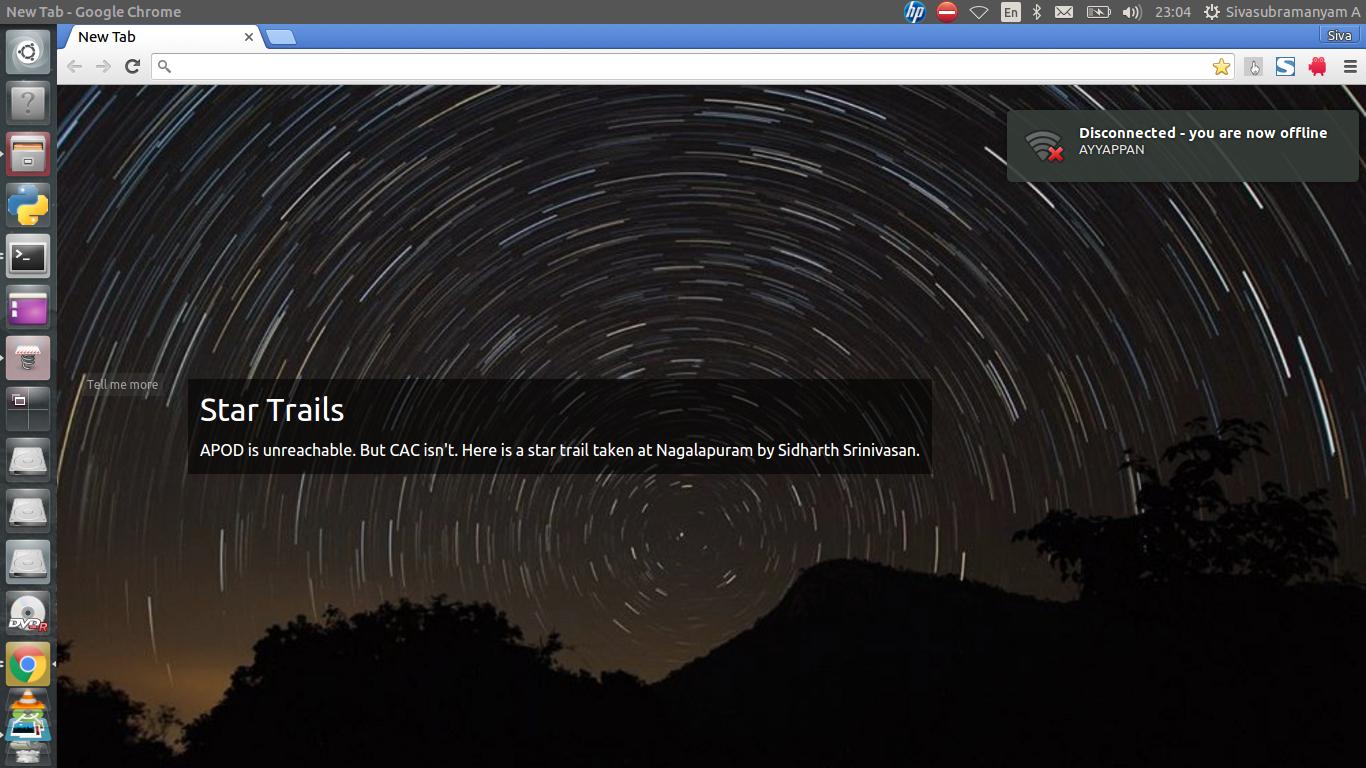 New Tab - Google Chrome
En
23:04
Sivasubramanyam A
New Tab
Siva
Disconnected - you are now offline
AYYAPPAN
Tell me more
Star Trails
APOD is unreachable. But CAC isn't. Here is a star trail taken at Nagalapuram by Sidharth Srinivasan.
hp
S
?
>_
DVD-R